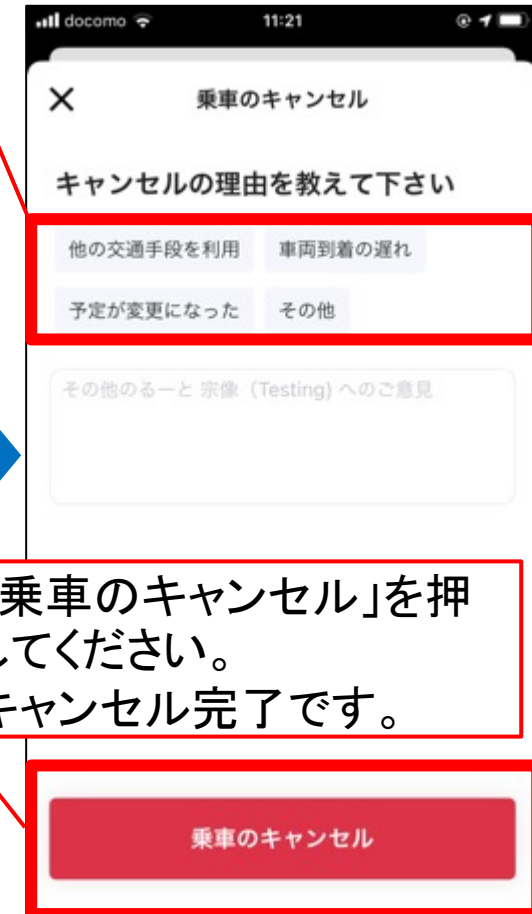 docomo 11:21
乗車のキャンセル
キャンセルの理由を教えて下さい
他の交通手段を利用 車両到着の遅れ
予定が変更になった その他
その他のるーと 宗像（Testing) へのご意見
乗車のキャンセル」を押
してください。
キャンセル完了です。
乗車のキャンセル